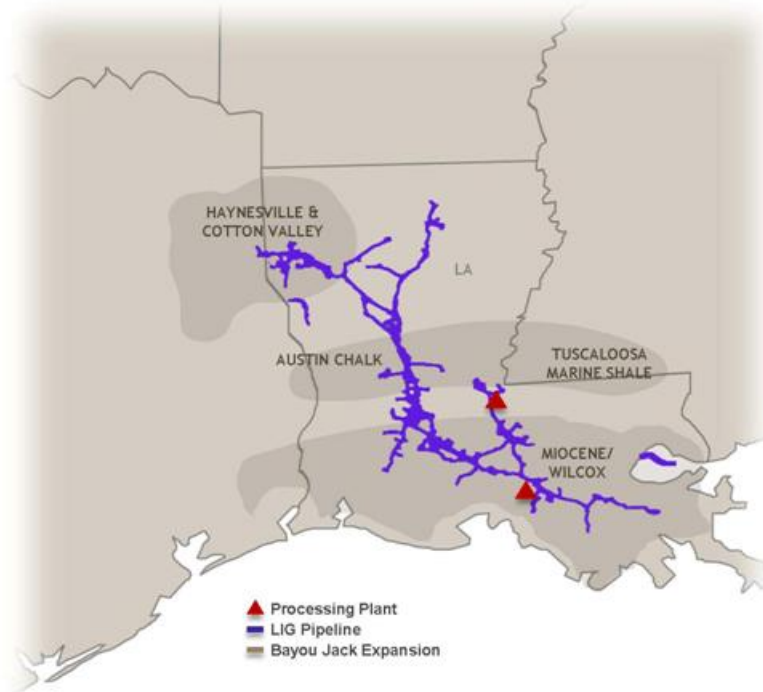 HAYNESVILLE &
COTTON VALLEY
LA
AUSTIN CHALK
TUSCALOOSA
MARINE SHALE
MIOCENE/
WILCOX
Processing Plant
LIG Pipeline
Bayou Jack Expansion